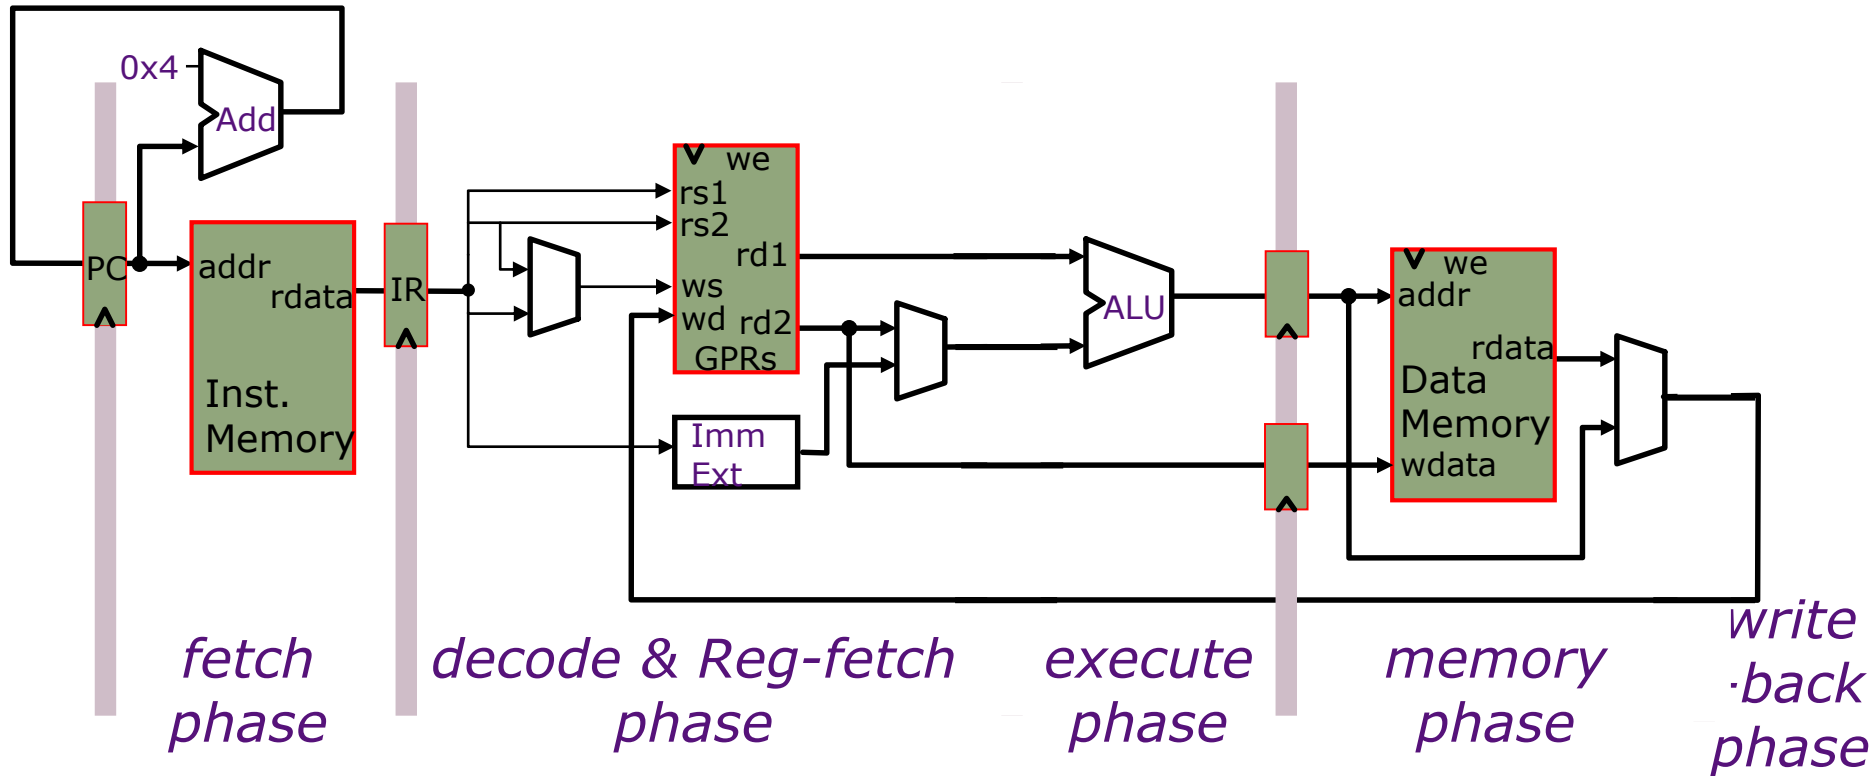 0x4
Add
PC
addr
rdata
Inst.
Memory
IR
we
rs1
rs2
rd1
ws
wd rd2
GPRs
Imm
Ext
ALU
we
addr
rdata
Data
Memory
wdata
fetch
phase
decode & Reg-fetch
phase
execute
phase
memory
phase
write
-back
phase